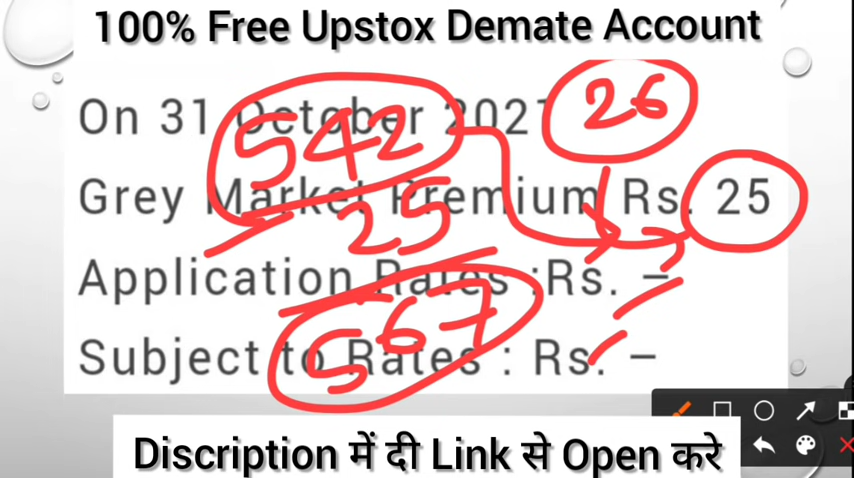 100% Free Upstox Demate Account
On 31 October 2021
26
542
Grey Market Premium Rs. 25
25
Application Rates :Rs. –
567
Subject to Rates : Rs. –
Discription में दी Link से Open करे